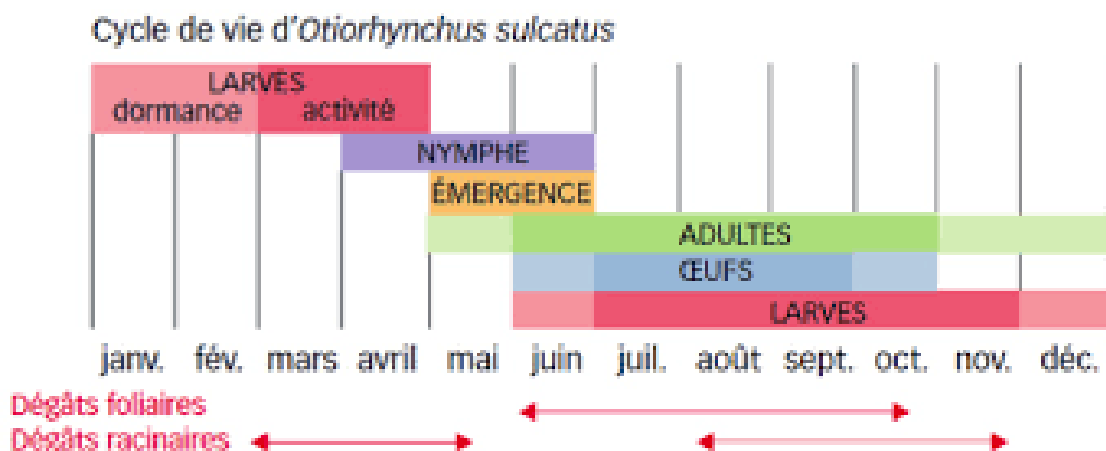 Cycle de vie d'Otiorhynchus sulcatus
LARVES
dormance activité
NYMPHE
ÉMERGENCE
ADULTES
ŒUFS
LARVES
janv. fév. mars avril mai juin juil. août sept. oct. nov. déc.
Dégâts foliaires
Dégâts racinaires